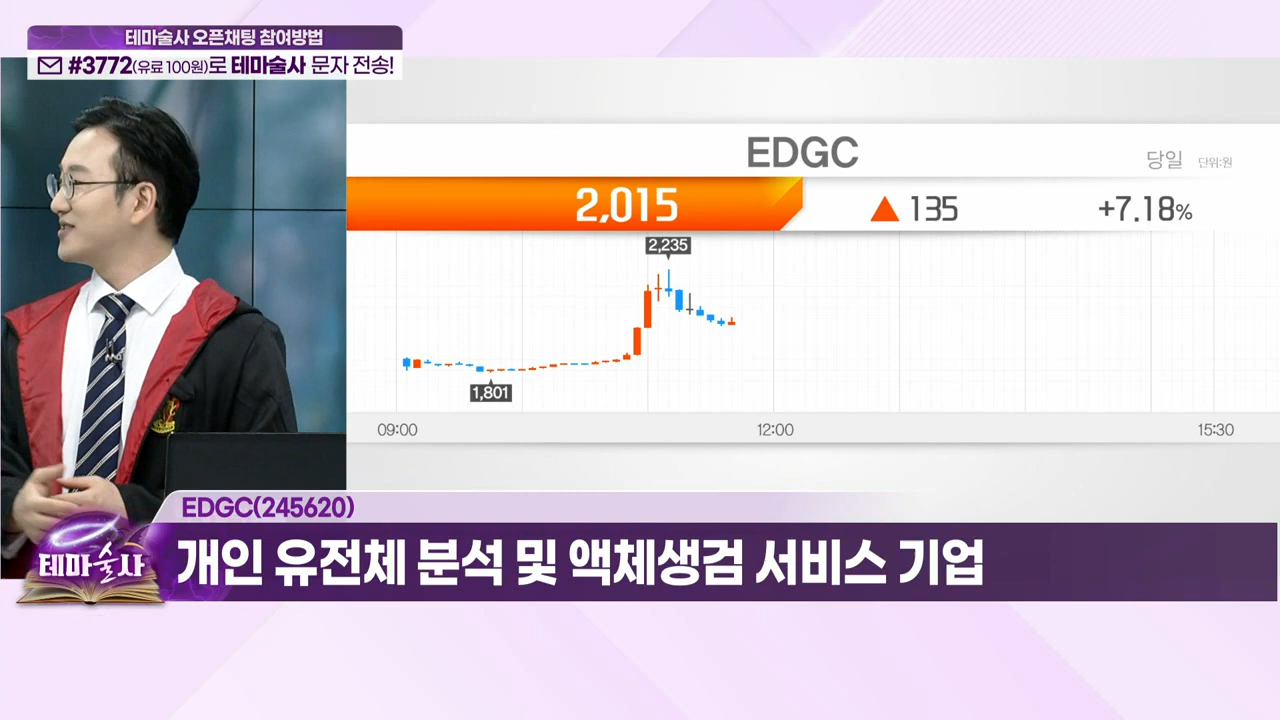 테마술사 오픈채팅 참여방법
#3772(유료 100원)로 테마술사 문자 전송!
EDGC
당일 단위:원
2,015 ▲ 135 +7.18%
2,235
1,801
09:00 12:00 15:30
EDGC(245620)
테마술사
개인 유전체 분석 및 액체생검 서비스 기업